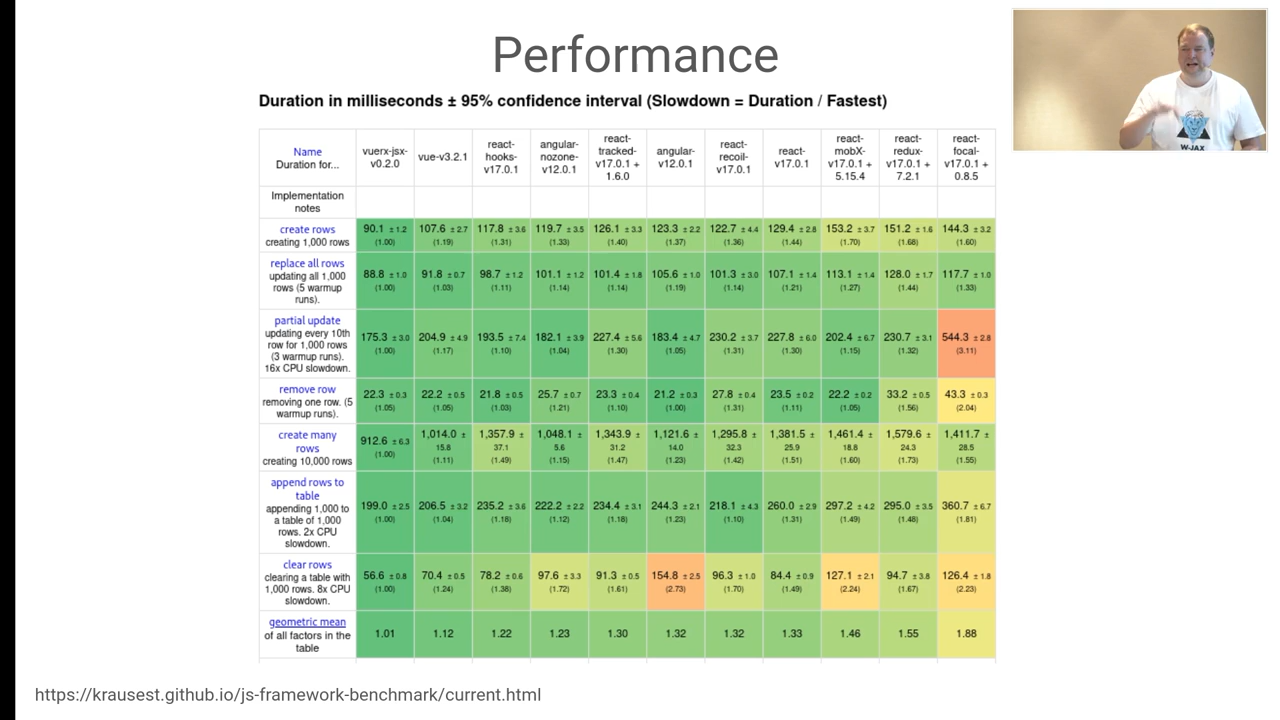 Performance
Duration in milliseconds ± 95% confidence interval (Slowdown = Duration / Fastest)
Name
Duration for...
vuerx-jsx-
v0.2.0
vue-v3.2.1
react-
hooks-
v17.0.1
angular-
nozone-
v12.0.1
react-
tracked-
v17.0.1 +
1.6.0
angular-
v12.0.1
react-
recoil-
v17.0.1
react-
v17.0.1
react-
mobX-
v17.0.1 +
5.15.4
react-
redux-
v17.0.1 +
7.2.1
react-
focal-
v17.0.1 +
0.8.5
Implementation
notes
create rows
creating 1,000 rows
90.1 ± 1.2 107.6 ± 2.7 117.8 ± 3.6 119.7 ± 3.5 126.1 ± 3.3 123.3 ± 2.2 122.7 ± 4.4 129.4 ± 2.8 153.2 ± 3.7 151.2 ± 1.6 144.3 ± 3.2
(1.00) (1.19) (1.31) (1.33) (1.40) (1.37) (1.36) (1.44) (1.70) (1.68) (1.60)
replace all rows
updating all 1,000
rows (5 warmup
runs).
88.8 ± 1.0 91.8 ± 0.7 98.7 ± 1.2 101.1 ± 1.2 101.4 ± 1.8 105.6 ± 1.0 101.3 ± 3.0 107.1 ± 1.4 113.1 ± 1.4 128.0 ± 1.7 117.7 ± 1.0
(1.00) (1.03) (1.11) (1.14) (1.14) (1.19) (1.14) (1.21) (1.27) (1.44) (1.33)
partial update
updating every 10th
row for 1,000 rows
(3 warmup runs).
16x CPU slowdown.
175.3 ± 3.0 204.9 ± 4.9 193.5 ± 7.4 182.1 ± 3.9 227.4 ± 5.6 183.4 ± 4.7 230.2 ± 3.7 227.8 ± 6.0 202.4 ± 6.7 230.7 ± 3.1 544.3 ± 2.8
(1.00) (1.17) (1.10) (1.04) (1.30) (1.05) (1.31) (1.30) (1.15) (1.32) (3.11)
remove row
removing one row. (5
warmup runs).
22.3 ± 0.3 22.2 ± 0.5 21.8 ± 0.5 25.7 ± 0.7 23.3 ± 0.4 21.2 ± 0.3 27.8 ± 0.4 23.5 ± 0.2 22.2 ± 0.2 33.2 ± 0.5 43.3 ± 0.3
(1.05) (1.05) (1.03) (1.21) (1.10) (1.00) (1.31) (1.11) (1.05) (1.56) (2.04)
create many
rows
creating 10,000 rows
912.6 ± 6.3 1,014.0 ± 1,357.9 ± 1,048.1 ± 1,343.9 ± 1,121.6 ± 1,295.8 ± 1,381.5 ± 1,461.4 ± 1,579.6 ± 1,411.7 ±
15.8 37.1 5.6 31.2 14.0 32.3 25.9 18.8 24.3 28.5
(1.00) (1.11) (1.49) (1.15) (1.47) (1.23) (1.42) (1.51) (1.60) (1.73) (1.55)
append rows to
table
appending 1,000 to
a table of 1,000
rows. 2x CPU
slowdown.
199.0 ± 2.5 206.5 ± 3.2 235.2 ± 3.6 222.2 ± 2.2 234.4 ± 3.1 244.3 ± 2.1 218.1 ± 4.3 260.0 ± 2.9 297.2 ± 4.2 295.0 ± 3.5 360.7 ± 6.7
(1.00) (1.04) (1.18) (1.12) (1.18) (1.23) (1.10) (1.31) (1.49) (1.48) (1.81)
clear rows
clearing a table with
1,000 rows. 8x CPU
slowdown.
56.6 ± 0.8 70.4 ± 0.5 78.2 ± 0.6 97.6 ± 3.3 91.3 ± 0.5 154.8 ± 2.5 96.3 ± 1.0 84.4 ± 0.9 127.1 ± 2.1 94.7 ± 3.8 126.4 ± 1.8
(1.00) (1.24) (1.38) (1.72) (1.61) (2.73) (1.70) (1.49) (2.24) (1.67) (2.23)
geometric mean
of all factors in the
table
1.01 1.12 1.22 1.23 1.30 1.32 1.32 1.33 1.46 1.55 1.88
https://krausest.github.io/js-framework-benchmark/current.html
W-JAX